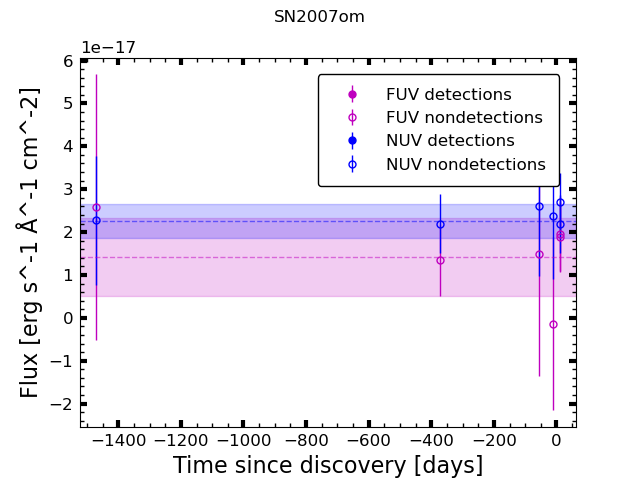 SN2007om
1e−17
6
5
4
3
2
1
0
−1
−2
Flux [erg s^-1 Å^-1 cm^-2]
FUV detections
FUV nondetections
NUV detections
NUV nondetections
−1400 −1200 −1000 −800 −600 −400 −200 0
Time since discovery [days]